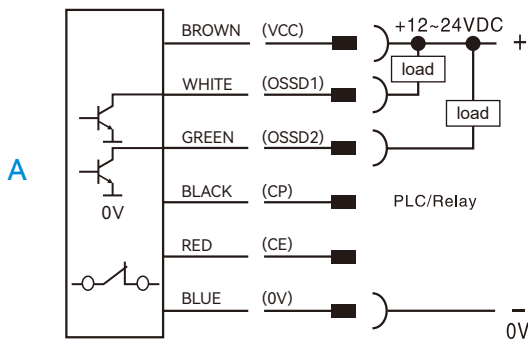 BROWN (VCC) +12~24VDC +
load
WHITE (OSSD1)
load
GREEN (OSSD2)
A
0V
BLACK (CP) PLC/Relay
RED (CE)
BLUE (0V) −
0V